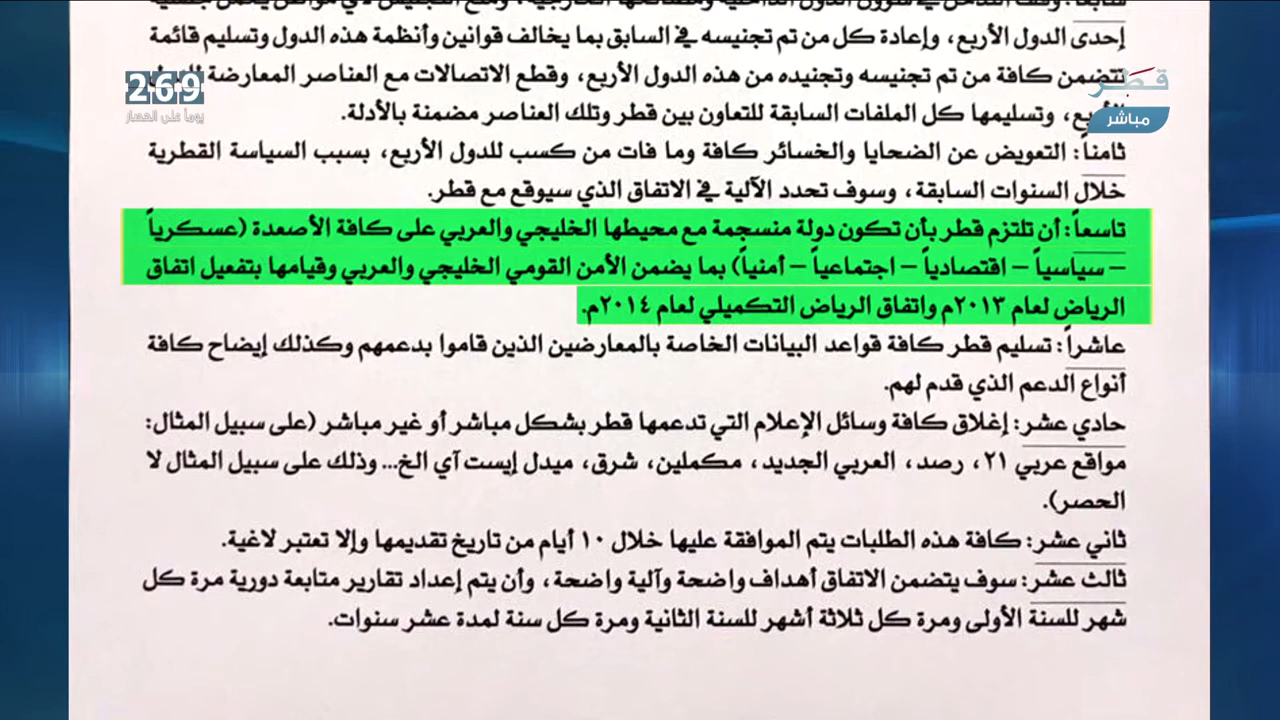 إحدى الدول الأربع، وإعادة كل من تم تجنيسه في السابق بما يخالف قوانين وأنظمة هذه الدول وتسليم قائمة
تتضمن كافة من تم تجنيسه وتجنيده من هذه الدول الأربع، وقطع الاتصالات مع العناصر المعارضة للدول
الأربع، وتسليمها كل الملفات السابقة للتعاون بين قطر وتلك العناصر مضمنة بالأدلة.
ثامناً: التعويض عن الضحايا والخسائر كافة وما فات من كسب للدول الأربع، بسبب السياسة القطرية
خلال السنوات السابقة، وسوف تحدد الآلية في الاتفاق الذي سيوقع مع قطر.
تاسعاً: أن تلتزم قطر بأن تكون دولة منسجمة مع محيطها الخليجي والعربي على كافة الأصعدة (عسكرياً
– سياسياً – اقتصادياً – اجتماعياً – أمنياً) بما يضمن الأمن القومي الخليجي والعربي وقيامها بتفعيل اتفاق
الرياض لعام ٢٠١٣م واتفاق الرياض التكميلي لعام ٢٠١٤م.
عاشراً: تسليم قطر كافة قواعد البيانات الخاصة بالمعارضين الذين قاموا بدعمهم وكذلك إيضاح كافة
أنواع الدعم الذي قدم لهم.
حادي عشر: إغلاق كافة وسائل الإعلام التي تدعمها قطر بشكل مباشر أو غير مباشر (على سبيل المثال:
مواقع عربي ٢١، رصد، العربي الجديد، مكملين، شرق، ميدل إيست آي الخ... وذلك على سبيل المثال لا
الحصر).
ثاني عشر: كافة هذه الطلبات يتم الموافقة عليها خلال ١٠ أيام من تاريخ تقديمها وإلا تعتبر لاغية.
ثالث عشر: سوف يتضمن الاتفاق أهداف واضحة وآلية واضحة، وأن يتم إعداد تقارير متابعة دورية مرة كل
شهر للسنة الأولى ومرة كل ثلاثة أشهر للسنة الثانية ومرة كل سنة لمدة عشر سنوات.
269
يوماً على الحصار
قطر
مباشر